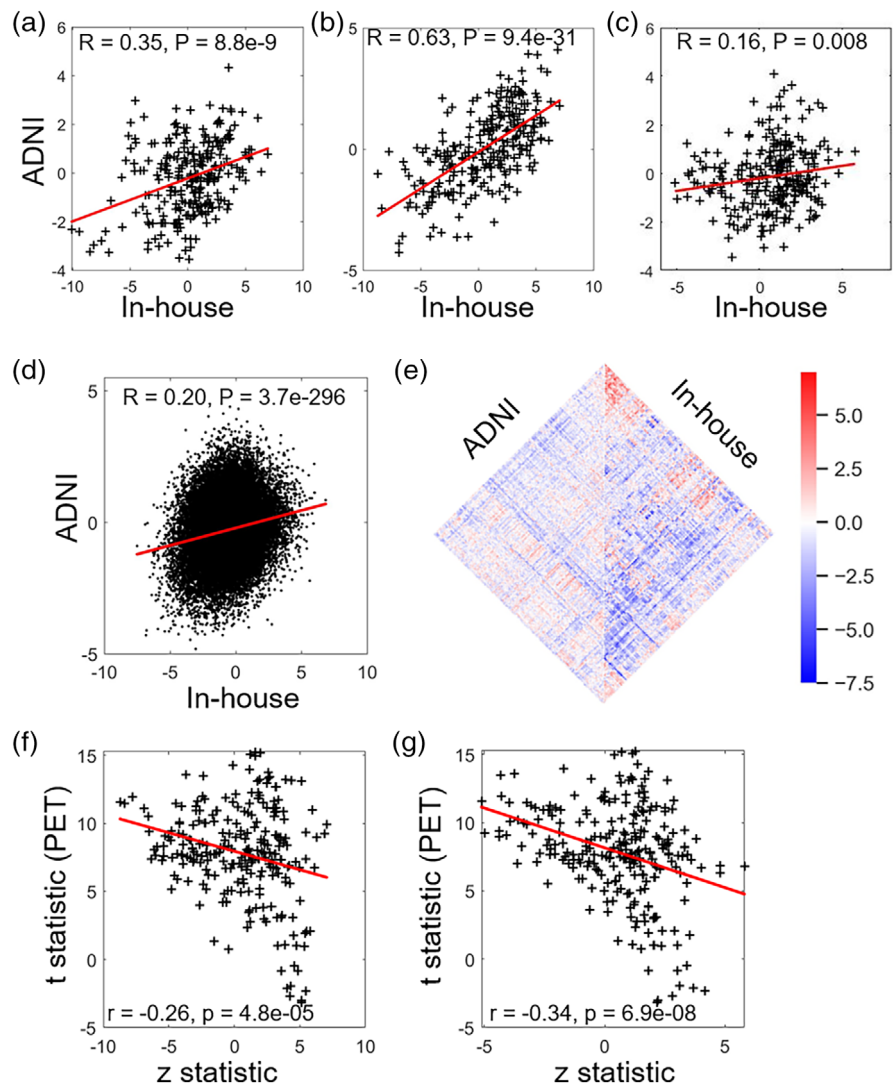 (a)
R = 0.35, P = 8.8e-9
6
4
2
0
-2
-4
ADNI
-10
-5
0
5
10
In-house
(b)
R = 0.63, P = 9.4e-31
5
0
-5
-10
-5
0
5
10
In-house
(c)
R = 0.16, P = 0.008
6
4
2
0
-2
-4
-5
0
5
In-house
(d)
R = 0.20, P = 3.7e-296
5
0
-5
ADNI
-10
-5
0
5
10
In-house
(e)
ADNI
In-house
5.0
2.5
0.0
−2.5
−5.0
−7.5
(f)
15
10
5
0
-5
t statistic (PET)
r = -0.26, p = 4.8e-05
-10
-5
0
5
10
z statistic
(g)
15
10
5
0
-5
t statistic (PET)
r = -0.34, p = 6.9e-08
-5
0
5
z statistic